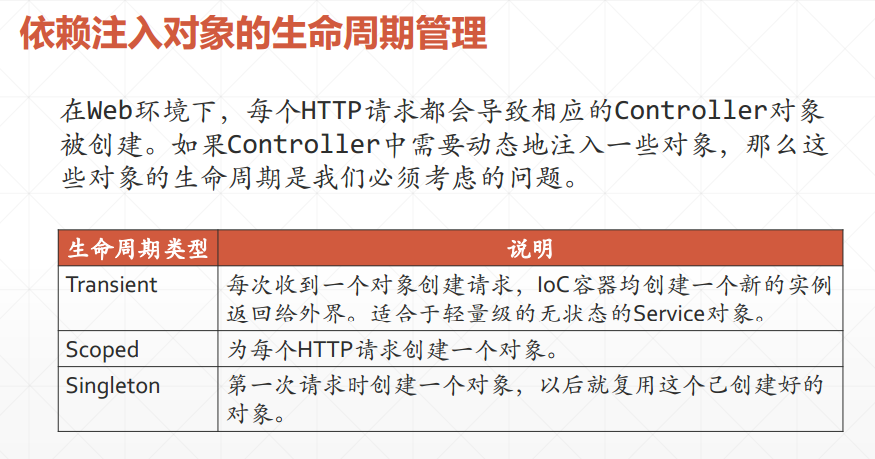 依赖注入对象的生命周期管理
在Web环境下，每个HTTP请求都会导致相应的Controller对象
被创建。如果Controller中需要动态地注入一些对象，那么这
些对象的生命周期是我们必须考虑的问题。
生命周期类型 说明
Transient 每次收到一个对象创建请求，IoC容器均创建一个新的实例
返回给外界。适合于轻量级的无状态的Service对象。
Scoped 为每个HTTP请求创建一个对象。
Singleton 第一次请求时创建一个对象，以后就复用这个已创建好的
对象。